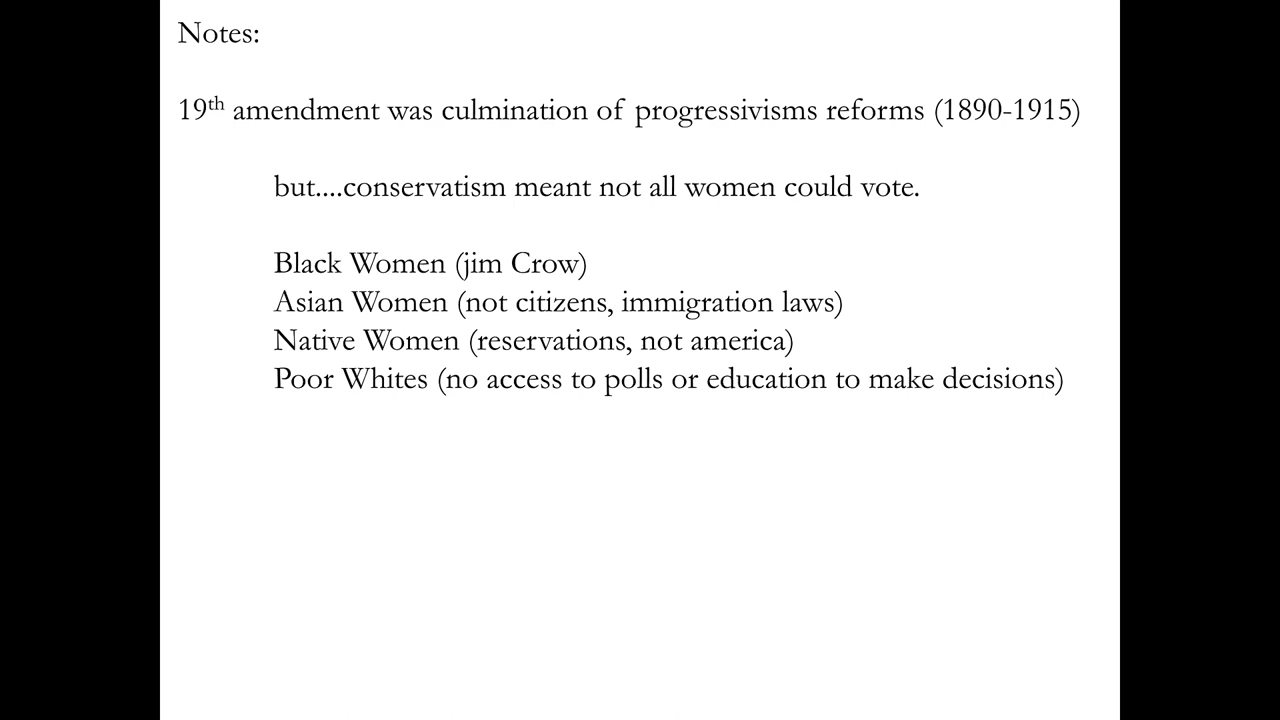 Notes:
19th amendment was culmination of progressivisms reforms (1890-1915)
but....conservatism meant not all women could vote.
Black Women (jim Crow)
Asian Women (not citizens, immigration laws)
Native Women (reservations, not america)
Poor Whites (no access to polls or education to make decisions)